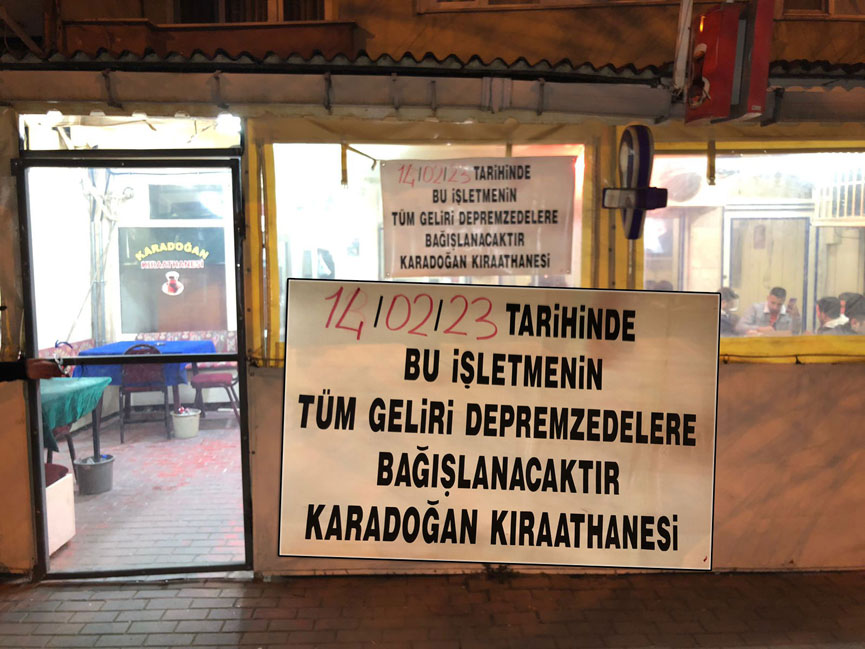 KARADOĞAN
KIRAATHANESİ
14/02/23 TARİHİNDE
BU İŞLETMENİN
TÜM GELİRİ DEPREMZEDELERE
BAĞIŞLANACAKTIR
KARADOĞAN KIRAATHANESİ
14/02/23 TARİHİNDE
BU İŞLETMENİN
TÜM GELİRİ DEPREMZEDELERE
BAĞIŞLANACAKTIR
KARADOĞAN KIRAATHANESİ